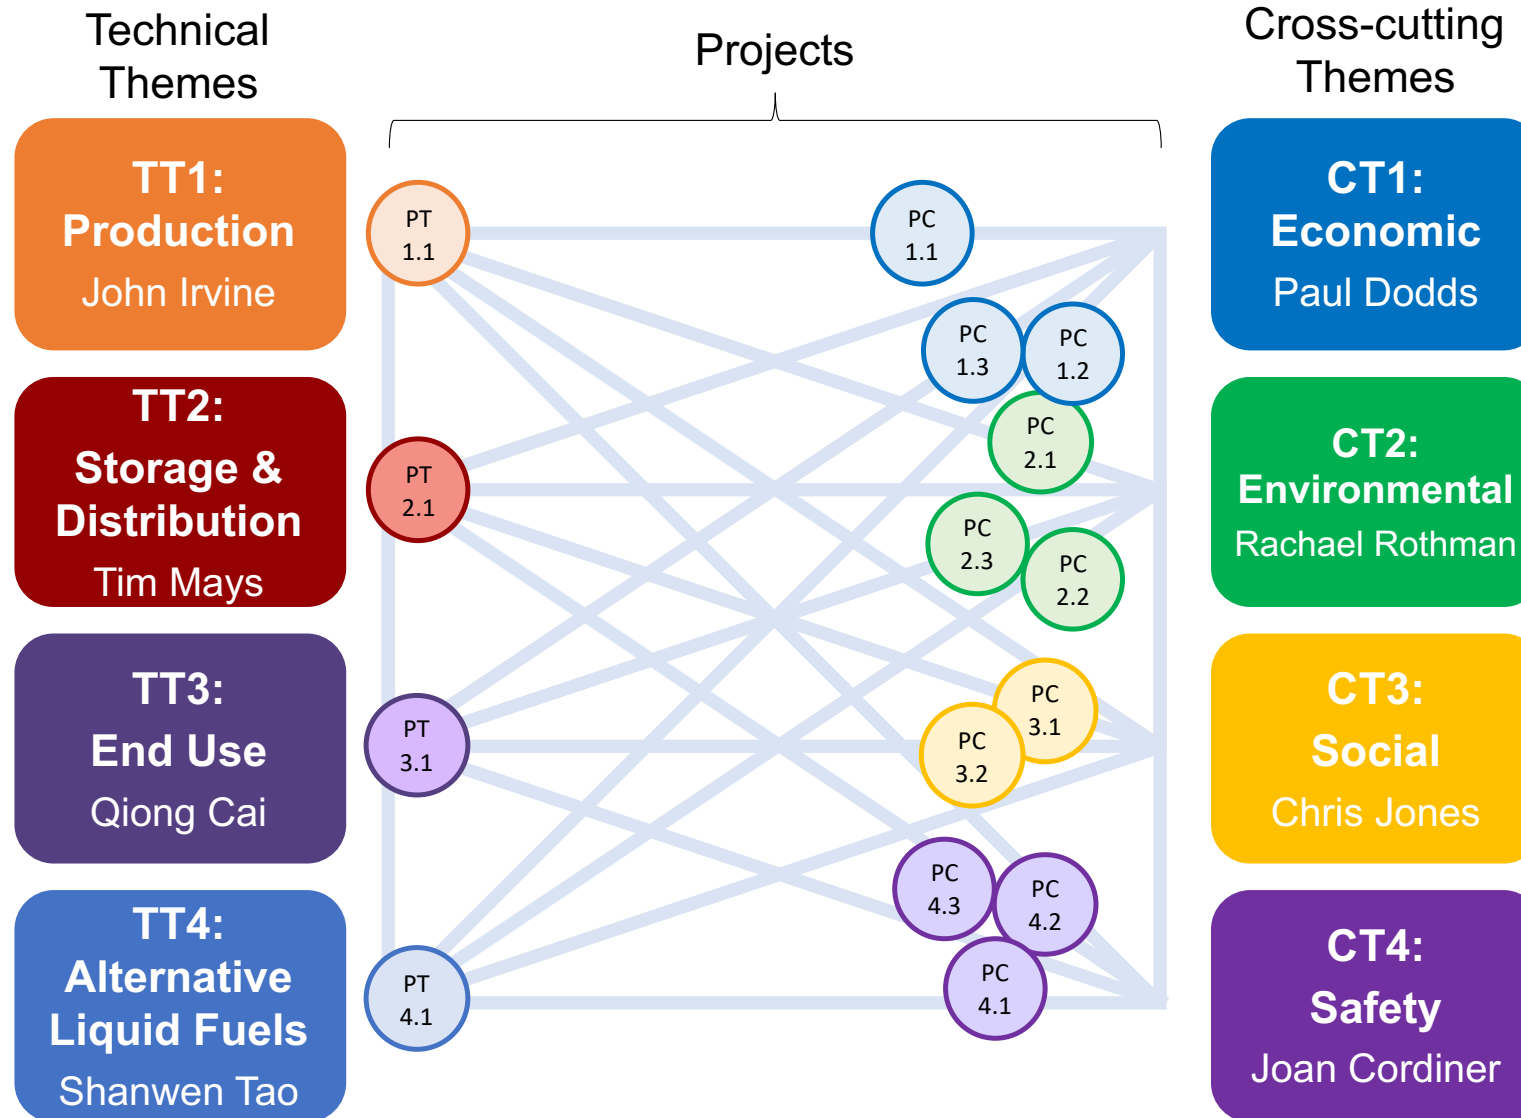 Technical
Themes
Projects
Cross-cutting
Themes
TT1:
Production
John Irvine
TT2:
Storage &
Distribution
Tim Mays
TT3:
End Use
Qiong Cai
TT4:
Alternative
Liquid Fuels
Shanwen Tao
PT
1.1
PT
2.1
PT
3.1
PT
4.1
PC
1.1
PC
1.3
PC
1.2
PC
2.1
PC
2.3
PC
2.2
PC
3.1
PC
3.2
PC
4.3
PC
4.2
PC
4.1
CT1:
Economic
Paul Dodds
CT2:
Environmental
Rachael Rothman
CT3:
Social
Chris Jones
CT4:
Safety
Joan Cordiner